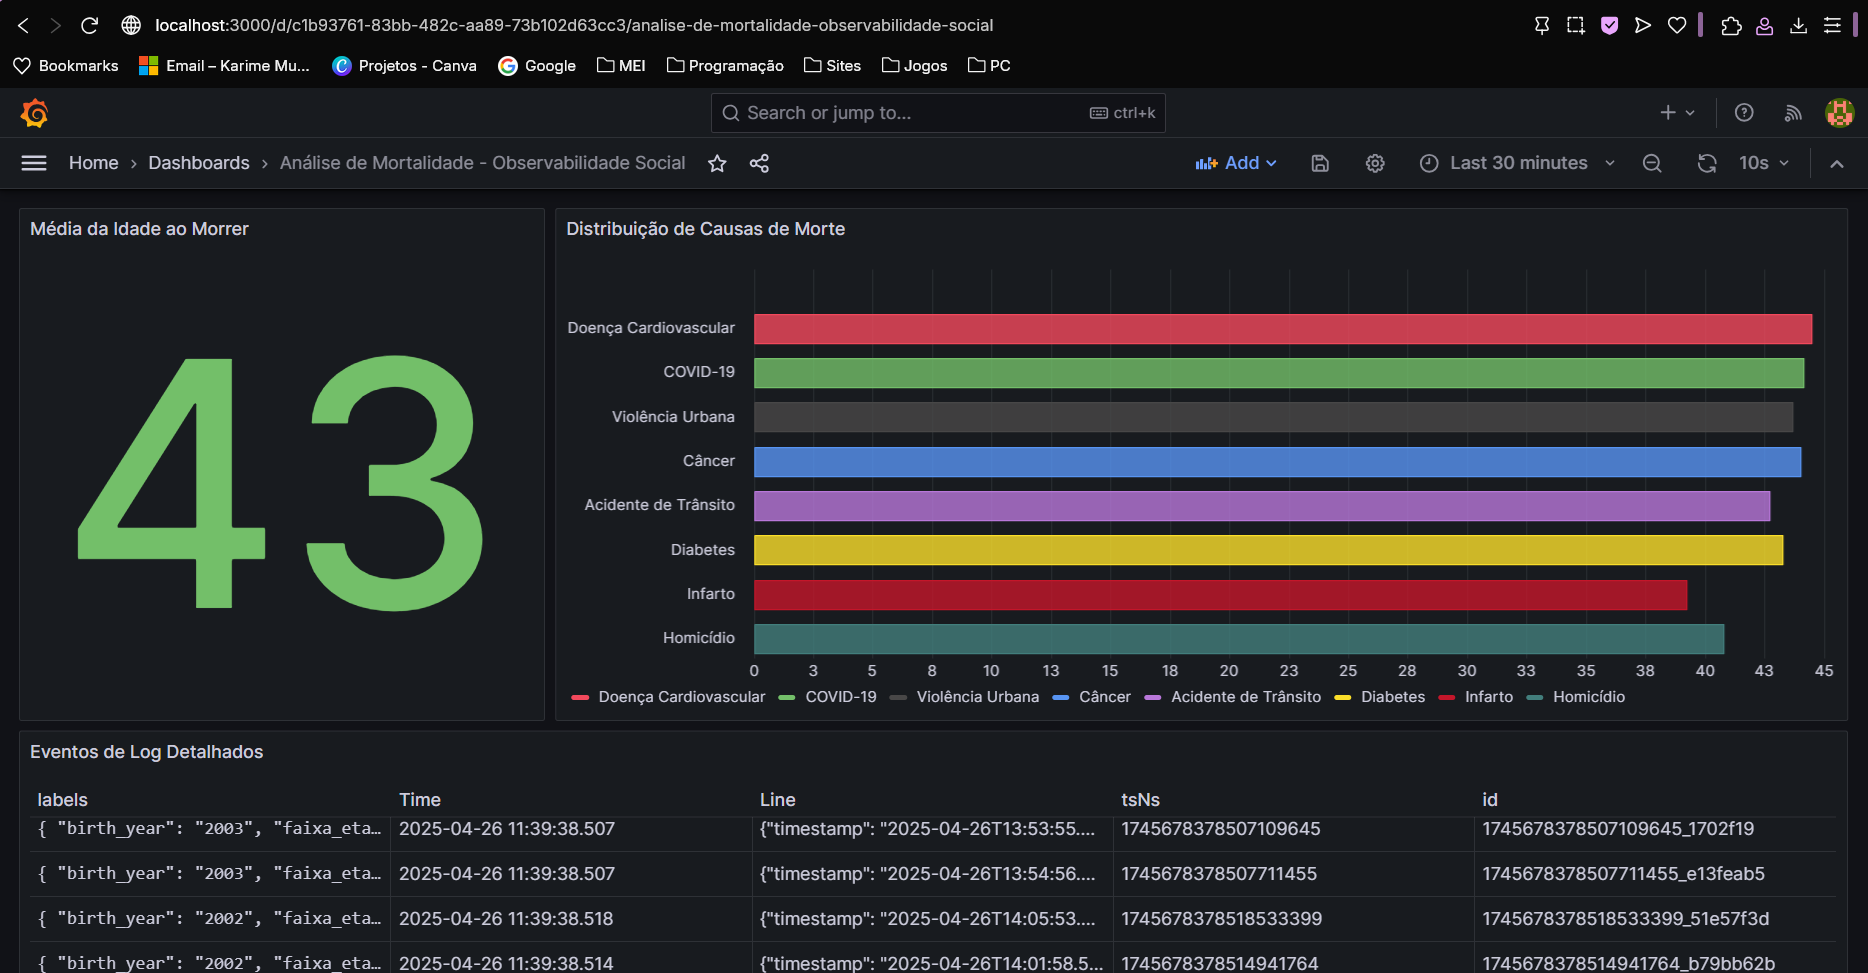 localhost:3000/d/c1b93761-83bb-482c-aa89-73b102d63cc3/analise-de-mortalidade-observabilidade-social
Bookmarks Email – Karime Mu... Projetos - Canva Google MEI Programação Sites Jogos PC
Search or jump to... ctrl+k
Home › Dashboards › Análise de Mortalidade - Observabilidade Social Add Last 30 minutes 10s
Média da Idade ao Morrer
43
Distribuição de Causas de Morte
Doença Cardiovascular
COVID-19
Violência Urbana
Câncer
Acidente de Trânsito
Diabetes
Infarto
Homicídio
0 3 5 8 10 13 15 18 20 23 25 28 30 33 35 38 40 43 45
Doença Cardiovascular COVID-19 Violência Urbana Câncer Acidente de Trânsito Diabetes Infarto Homicídio
Eventos de Log Detalhados
labels Time Line tsNs id
{ "birth_year": "2003", "faixa_eta... 2025-04-26 11:39:38.507 {"timestamp": "2025-04-26T13:53:55.... 1745678378507109645 1745678378507109645_1702f19
{ "birth_year": "2003", "faixa_eta... 2025-04-26 11:39:38.507 {"timestamp": "2025-04-26T13:54:56.... 1745678378507711455 1745678378507711455_e13feab5
{ "birth_year": "2002", "faixa_eta... 2025-04-26 11:39:38.518 {"timestamp": "2025-04-26T14:05:53.... 1745678378518533399 1745678378518533399_51e57f3d
{ "birth_year": "2002", "faixa_eta... 2025-04-26 11:39:38.514 {"timestamp": "2025-04-26T14:01:58.5... 1745678378514941764 1745678378514941764_b79bb62b